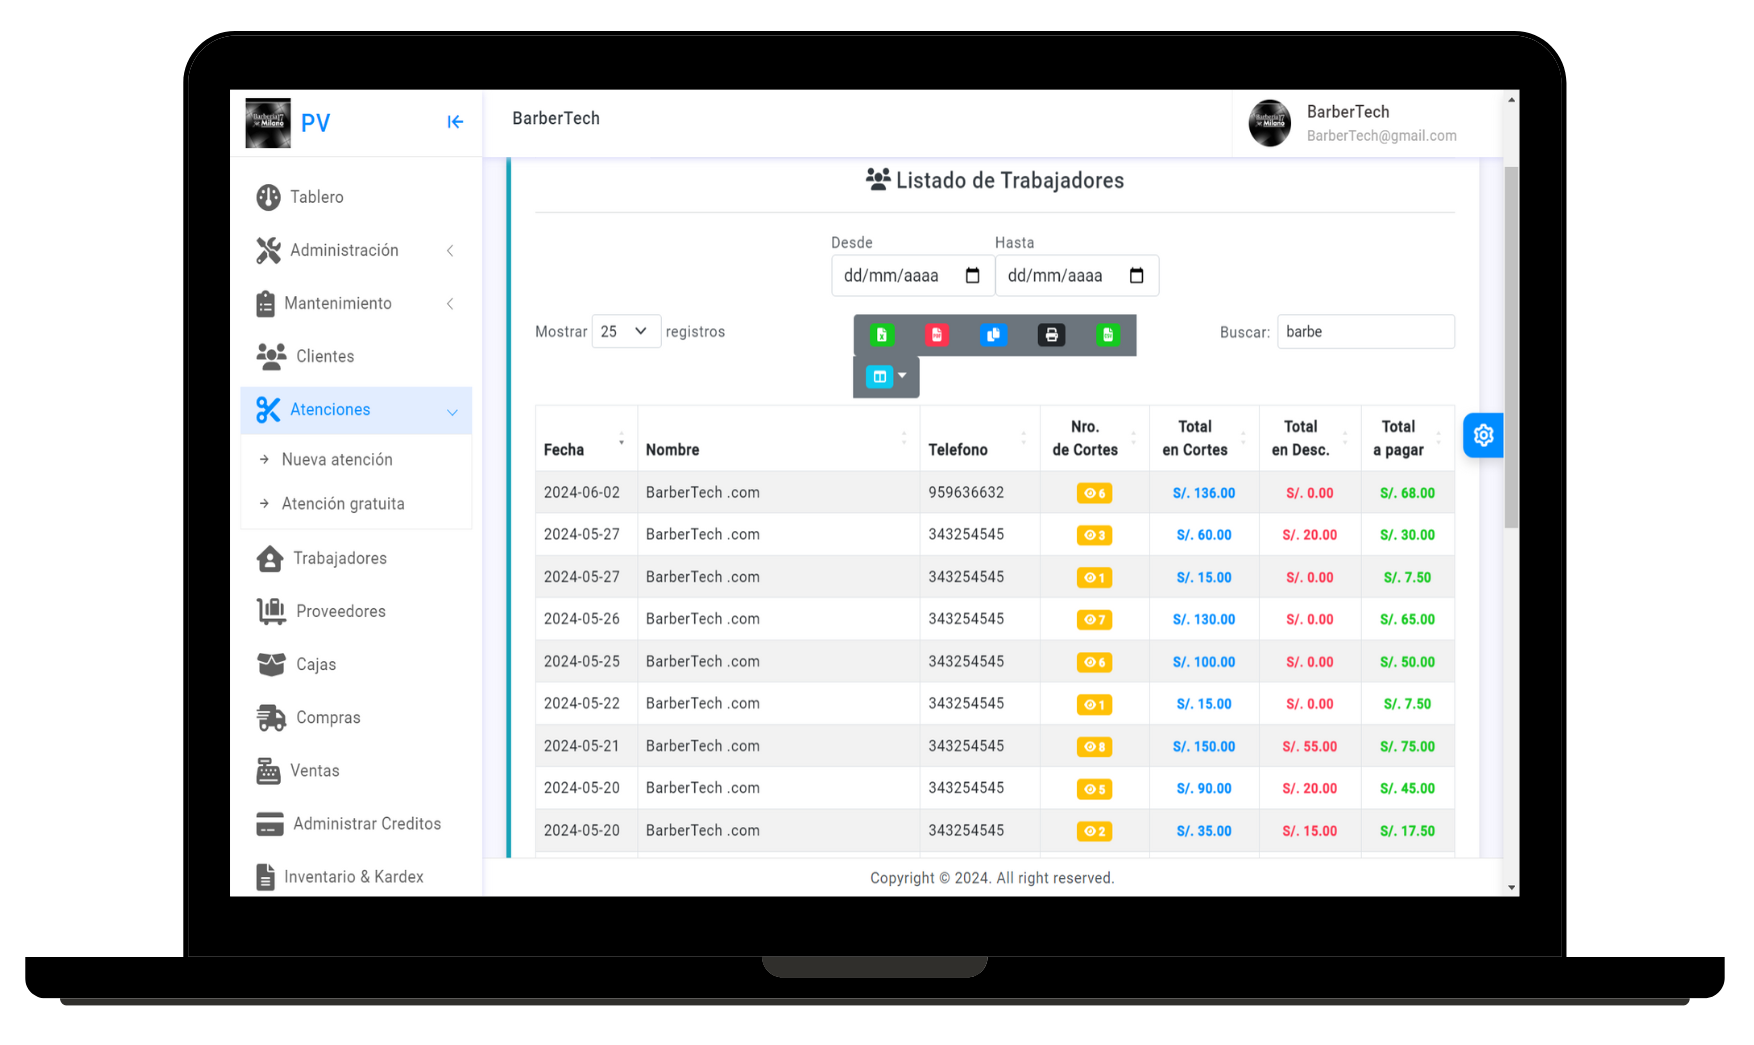 PV
BarberTech
BarberTech
BarberTech@gmail.com
Tablero
Administración
Mantenimiento
Clientes
Atenciones
Nueva atención
Atención gratuita
Trabajadores
Proveedores
Cajas
Compras
Ventas
Administrar Creditos
Inventario & Kardex
Listado de Trabajadores
Desde Hasta
dd/mm/aaaa dd/mm/aaaa
Mostrar 25 registros
Buscar: barbe
Fecha Nombre Telefono Nro. de Cortes Total en Cortes Total en Desc. Total a pagar
2024-06-02 BarberTech .com 959636632 6 S/. 136.00 S/. 0.00 S/. 68.00
2024-05-27 BarberTech .com 343254545 3 S/. 60.00 S/. 20.00 S/. 30.00
2024-05-27 BarberTech .com 343254545 1 S/. 15.00 S/. 0.00 S/. 7.50
2024-05-26 BarberTech .com 343254545 7 S/. 130.00 S/. 0.00 S/. 65.00
2024-05-25 BarberTech .com 343254545 6 S/. 100.00 S/. 0.00 S/. 50.00
2024-05-22 BarberTech .com 343254545 1 S/. 15.00 S/. 0.00 S/. 7.50
2024-05-21 BarberTech .com 343254545 8 S/. 150.00 S/. 55.00 S/. 75.00
2024-05-20 BarberTech .com 343254545 5 S/. 90.00 S/. 20.00 S/. 45.00
2024-05-20 BarberTech .com 343254545 2 S/. 35.00 S/. 15.00 S/. 17.50
Copyright © 2024. All right reserved.